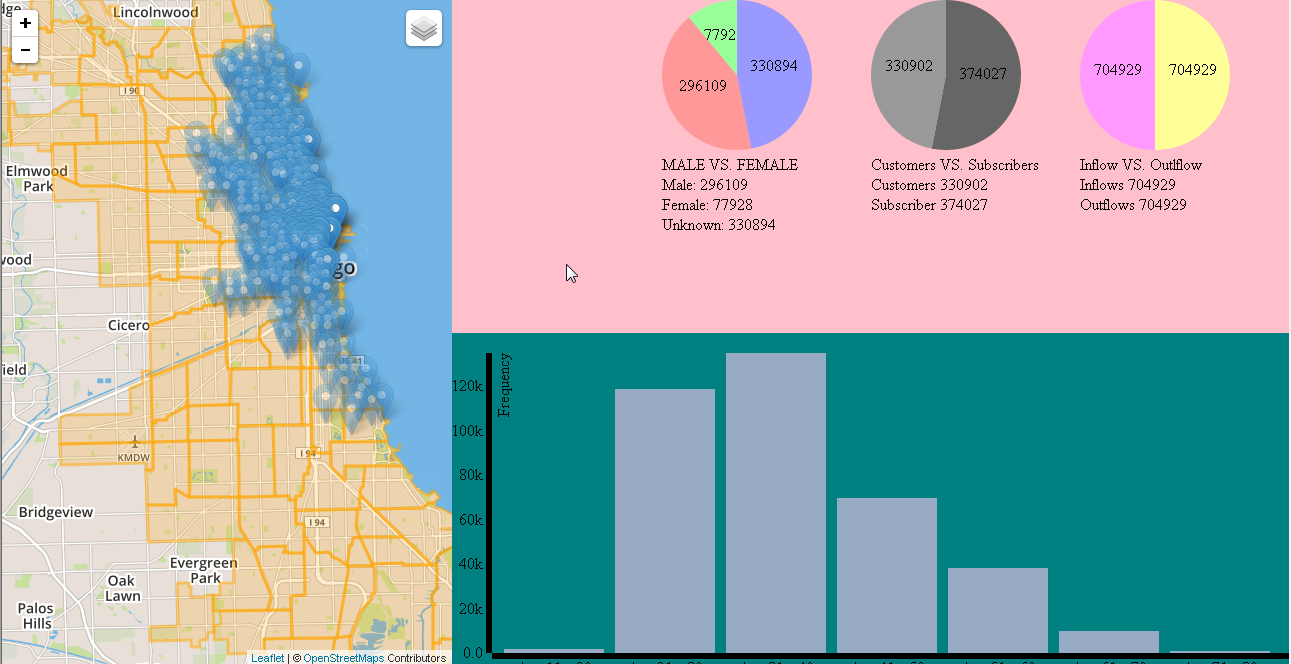 +
−
Lincolnwood
I 90
Elmwood
Park
wood
go
Cicero
field
US 41
KMDW
I 94
Bridgeview
I 94
Evergreen
Park
Oak
Lawn
Palos
Hills
Leaflet | © OpenStreetMaps Contributors
7792
330894
296109
MALE VS. FEMALE
Male: 296109
Female: 77928
Unknown: 330894
330902
374027
Customers VS. Subscribers
Customers 330902
Subscriber 374027
704929
704929
Inflow VS. Outlflow
Inflows 704929
Outflows 704929
Frequency
120k
100k
80k
60k
40k
20k
0.0